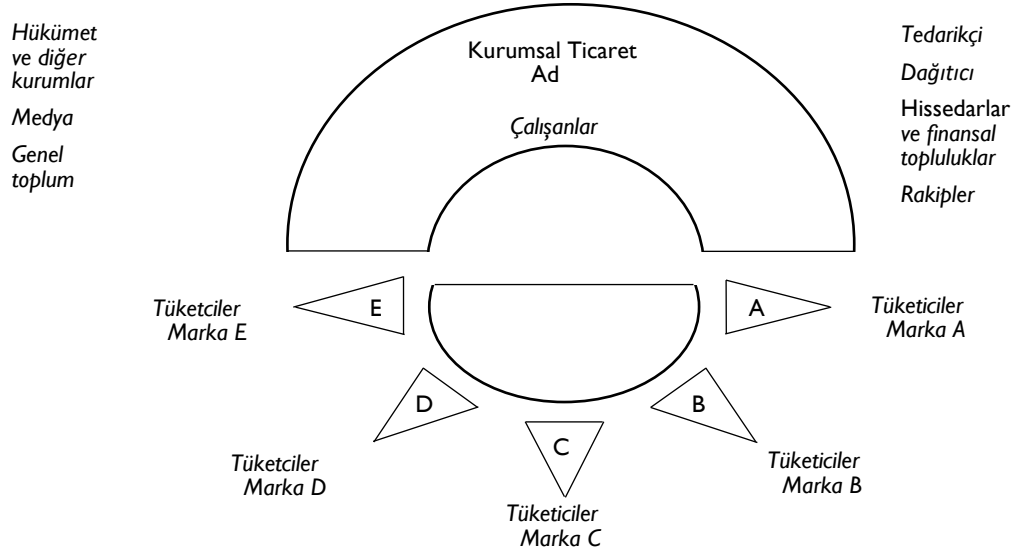 Hükümet
ve diğer
kurumlar
Medya
Genel
toplum
Kurumsal Ticaret
Ad
Çalışanlar
Tedarikçi
Dağıtıcı
Hissedarlar
ve finansal
topluluklar
Rakipler
Tüketciler
Marka E
E
A
Tüketiciler
Marka A
D
B
C
Tüketciler
Marka D
Tüketiciler
Marka B
Tüketiciler
Marka C